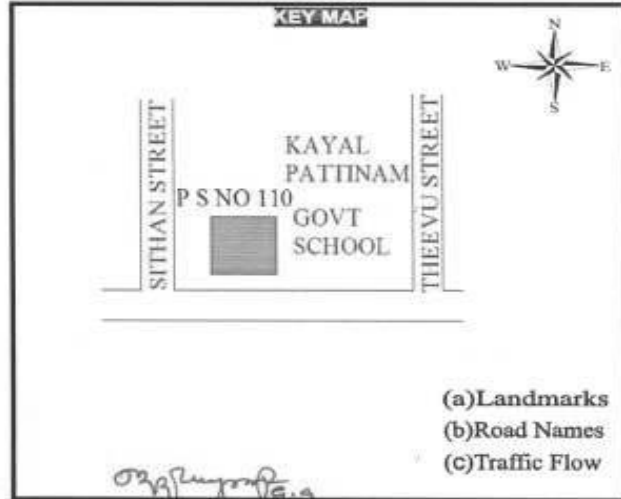 KEY MAP
N
W E
S
SITHAN STREET
KAYAL
PATTINAM
P S NO 110
GOVT
SCHOOL
THEEVU STREET
(a)Landmarks
(b)Road Names
(c)Traffic Flow